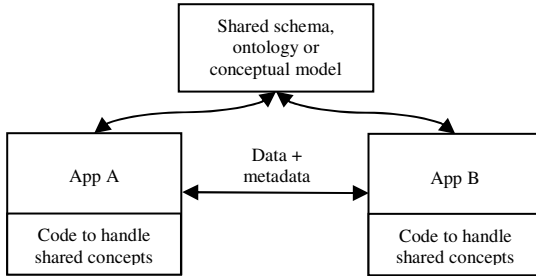 Shared schema,
ontology or
conceptual model
App A
Data +
metadata
App B
Code to handle
shared concepts
Code to handle
shared concepts